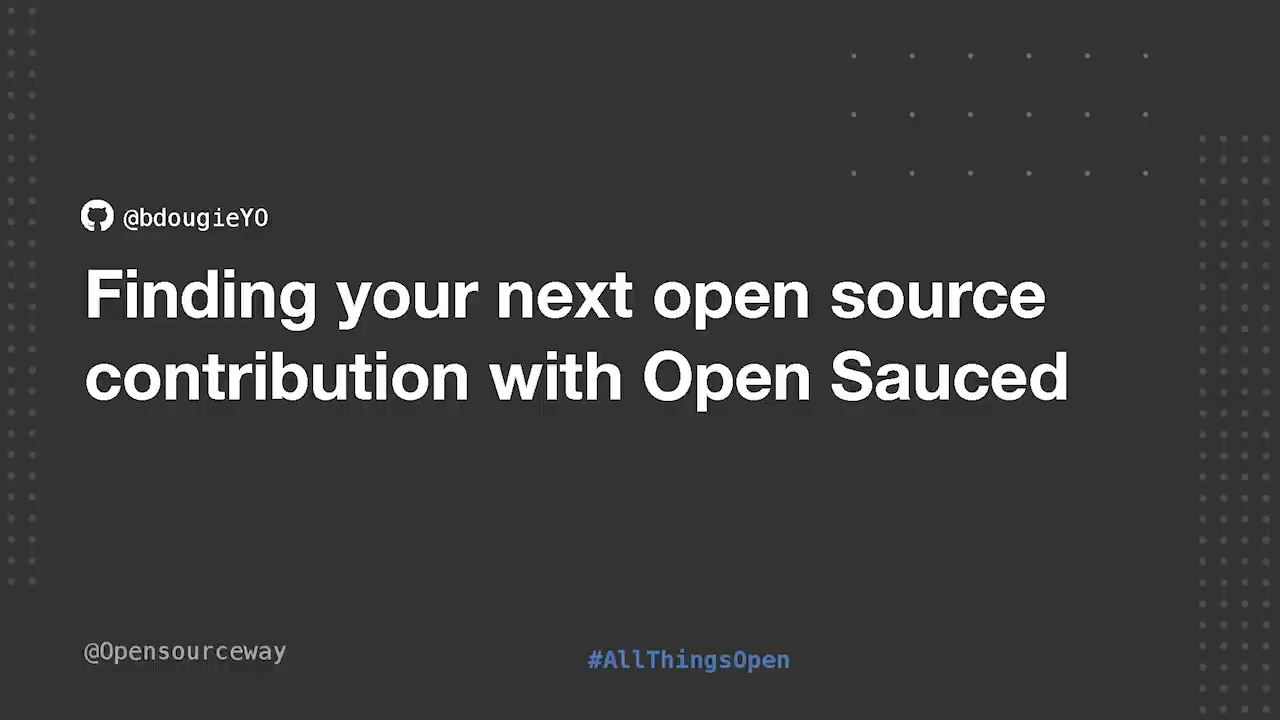 @bdougieYO
Finding your next open source
contribution with Open Sauced
@Opensourceway
#AllThingsOpen